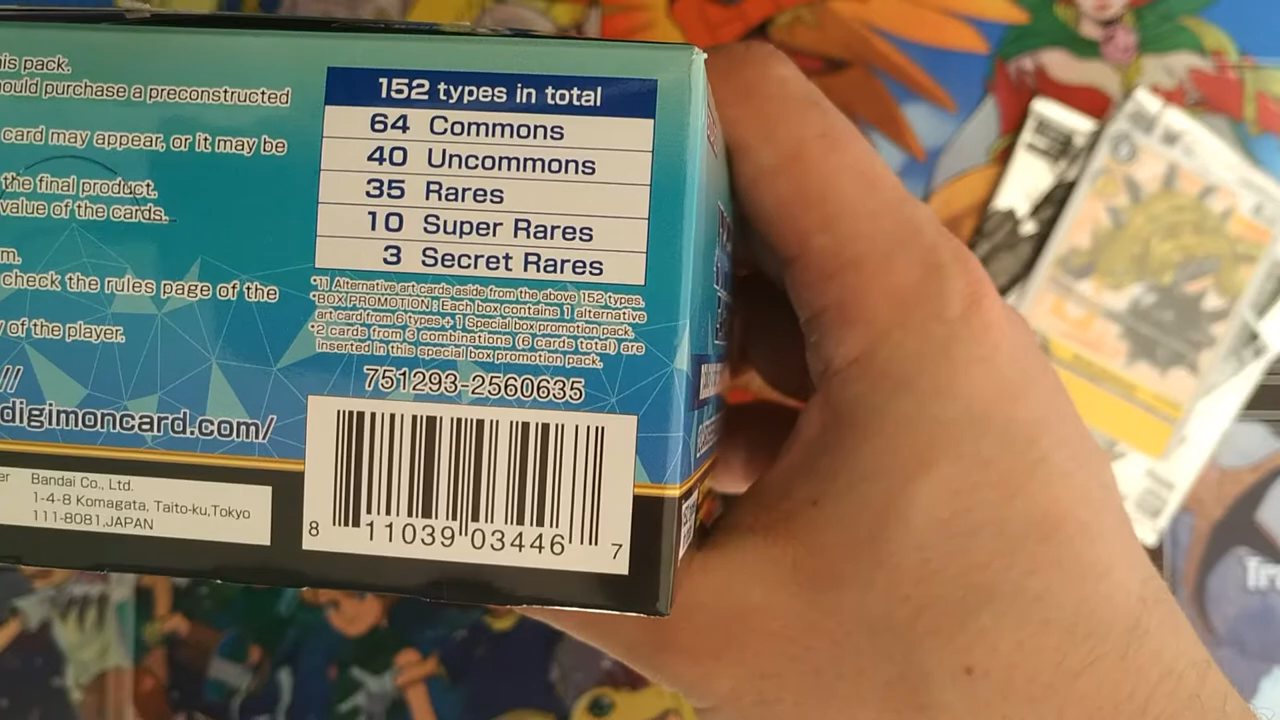 his pack.
ould purchase a preconstructed
card may appear, or it may be
the final product.
value of the cards.
m.
check the rules page of the
of the player.
//
digimoncard.com/
er Bandai Co., Ltd.
1-4-8 Komagata, Taito-ku,Tokyo
111-8081,JAPAN
152 types in total
64 Commons
40 Uncommons
35 Rares
10 Super Rares
3 Secret Rares
*11 Alternative art cards aside from the above 152 types.
*BOX PROMOTION: Each box contains 1 alternative
art card from 6 types + 1 Special box promotion pack.
*2 cards from 3 combinations (6 cards total) are
inserted in this special box promotion pack.
751293-2560635
8 11039 03446 7